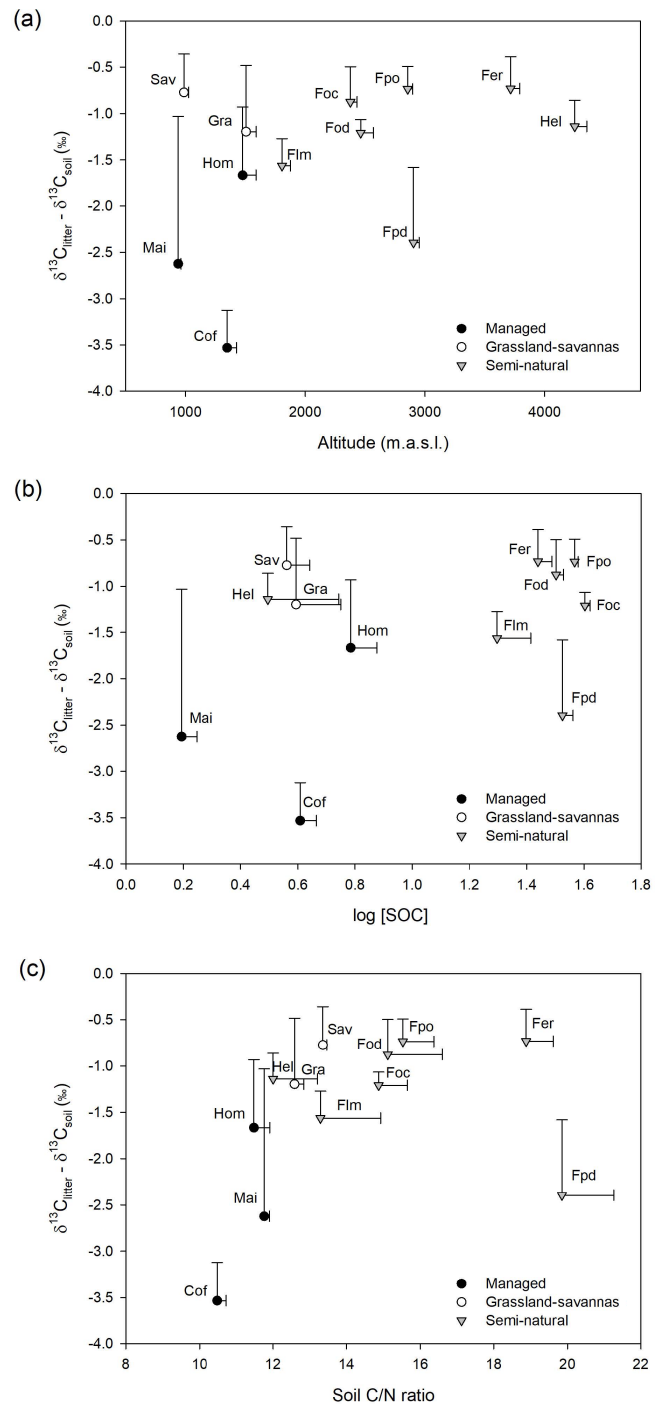 (a)
0.0
-0.5
-1.0
-1.5
-2.0
-2.5
-3.0
-3.5
-4.0
δ¹³C_litter - δ¹³C_soil (‰)
Sav
Gra
Hom
Mai
Cof
Flm
Foc
Fod
Fpo
Fpd
Fer
Hel
Managed
Grassland-savannas
Semi-natural
1000 2000 3000 4000
Altitude (m.a.s.l.)
(b)
0.0
-0.5
-1.0
-1.5
-2.0
-2.5
-3.0
-3.5
-4.0
δ¹³C_litter - δ¹³C_soil (‰)
Sav
Hel
Gra
Hom
Mai
Cof
Fer
Fpo
Fod
Foc
Flm
Fpd
Managed
Grassland-savannas
Semi-natural
0.0 0.2 0.4 0.6 0.8 1.0 1.2 1.4 1.6 1.8
log [SOC]
(c)
0.0
-0.5
-1.0
-1.5
-2.0
-2.5
-3.0
-3.5
-4.0
δ¹³C_litter - δ¹³C_soil (‰)
Sav
Fod
Fpo
Fer
Hel
Gra
Foc
Hom
Flm
Mai
Fpd
Cof
Managed
Grassland-savannas
Semi-natural
8 10 12 14 16 18 20 22
Soil C/N ratio